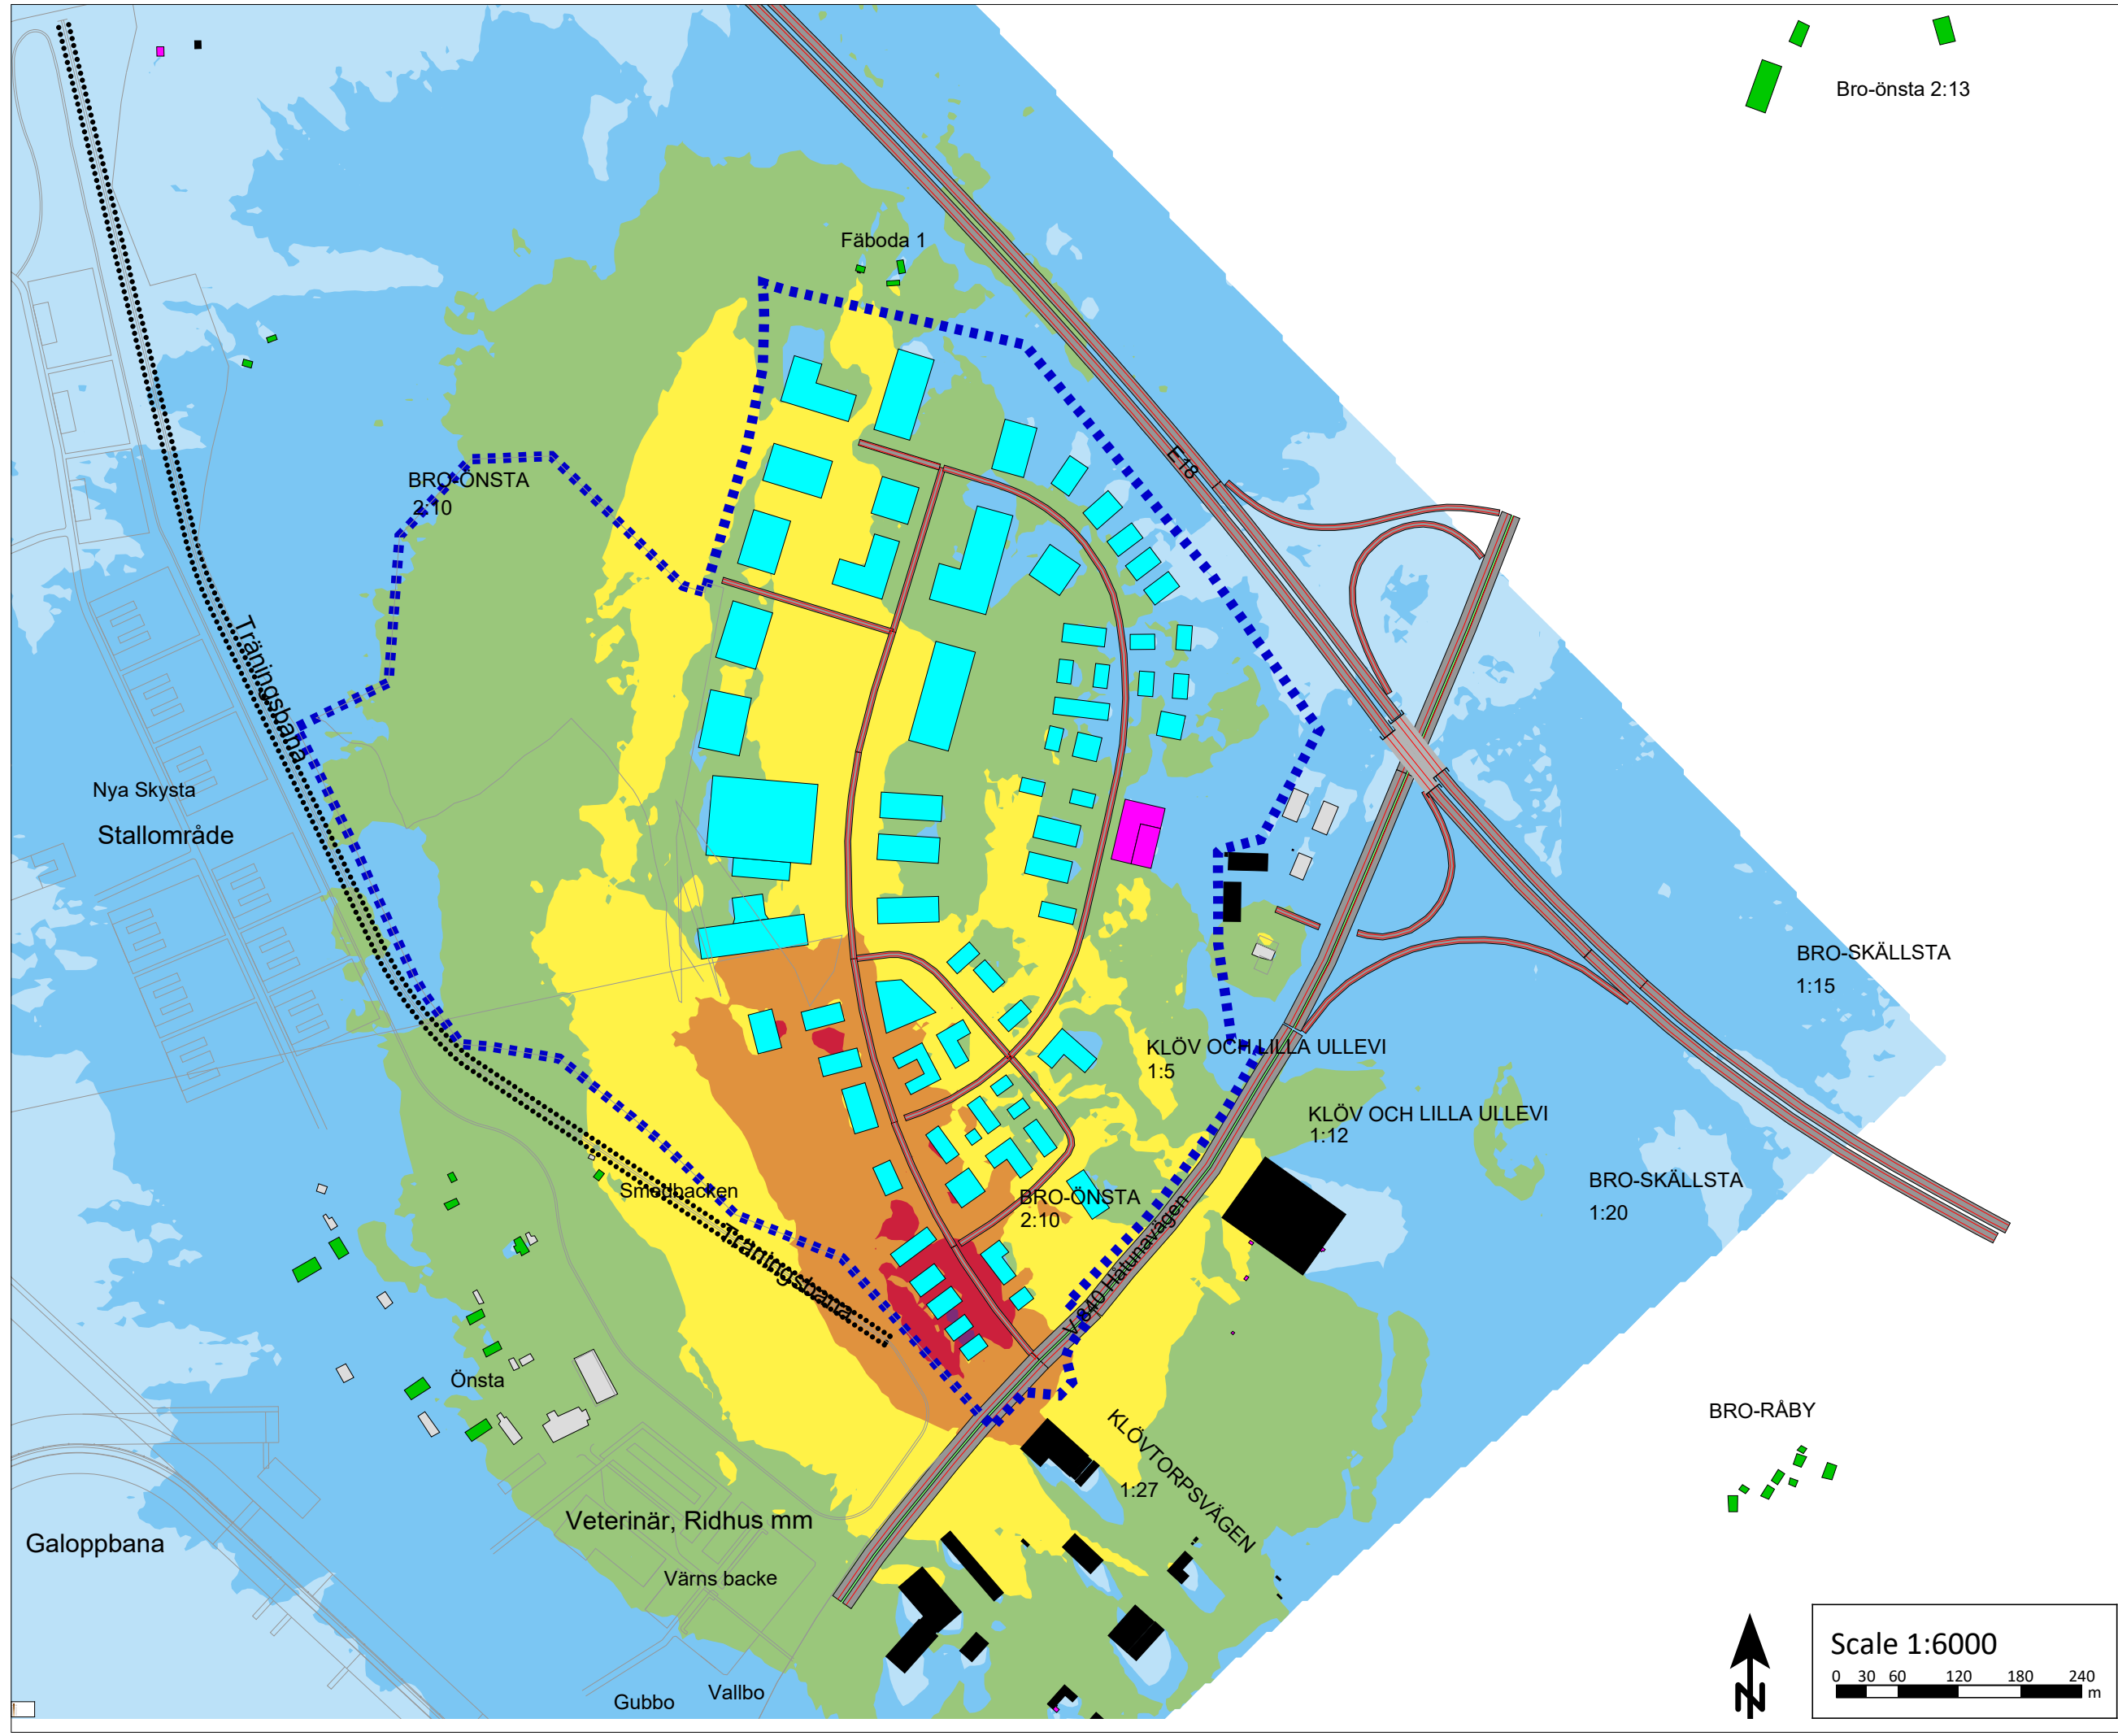 Bro-önsta 2:13
Fäboda 1
E18
BRO-ÖNSTA
2:10
Träningsbana
Nya Skysta
Stallområde
BRO-SKÄLLSTA
1:15
KLÖV OCH LILLA ULLEVI
1:5
KLÖV OCH LILLA ULLEVI
1:12
BRO-SKÄLLSTA
1:20
Smedbacken
BRO-ÖNSTA
2:10
Träningsbana
V 840 Håtunavägen
Önsta
BRO-RÅBY
KLÖVTORPSVÄGEN
1:27
Veterinär, Ridhus mm
Galoppbana
Värns backe
Gubbo
Vallbo
N
Scale 1:6000
0 30 60 120 180 240
m